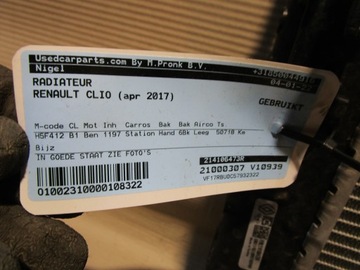 Usedcarparts.com By M.Pronk B.V.
Nigel
RADIATEUR
RENAULT CLIO (apr 2017)
GEBRUIKT
M-code CL Mot Inh Carros Bak Bak Airco Ts
H5F412 B1 Ben 1197 Station Hand 6Bk Leeg 50718 Km
Bijz
IN GOEDE STAAT ZIE FOTO'S
214106473R
21000307 V10939
01002310000108322